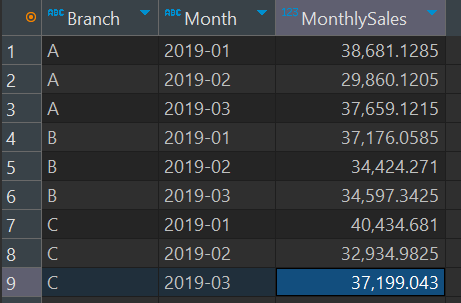 ABC Branch ABC Month 123 MonthlySales
1 A 2019-01 38,681.1285
2 A 2019-02 29,860.1205
3 A 2019-03 37,659.1215
4 B 2019-01 37,176.0585
5 B 2019-02 34,424.271
6 B 2019-03 34,597.3425
7 C 2019-01 40,434.681
8 C 2019-02 32,934.9825
9 C 2019-03 37,199.043